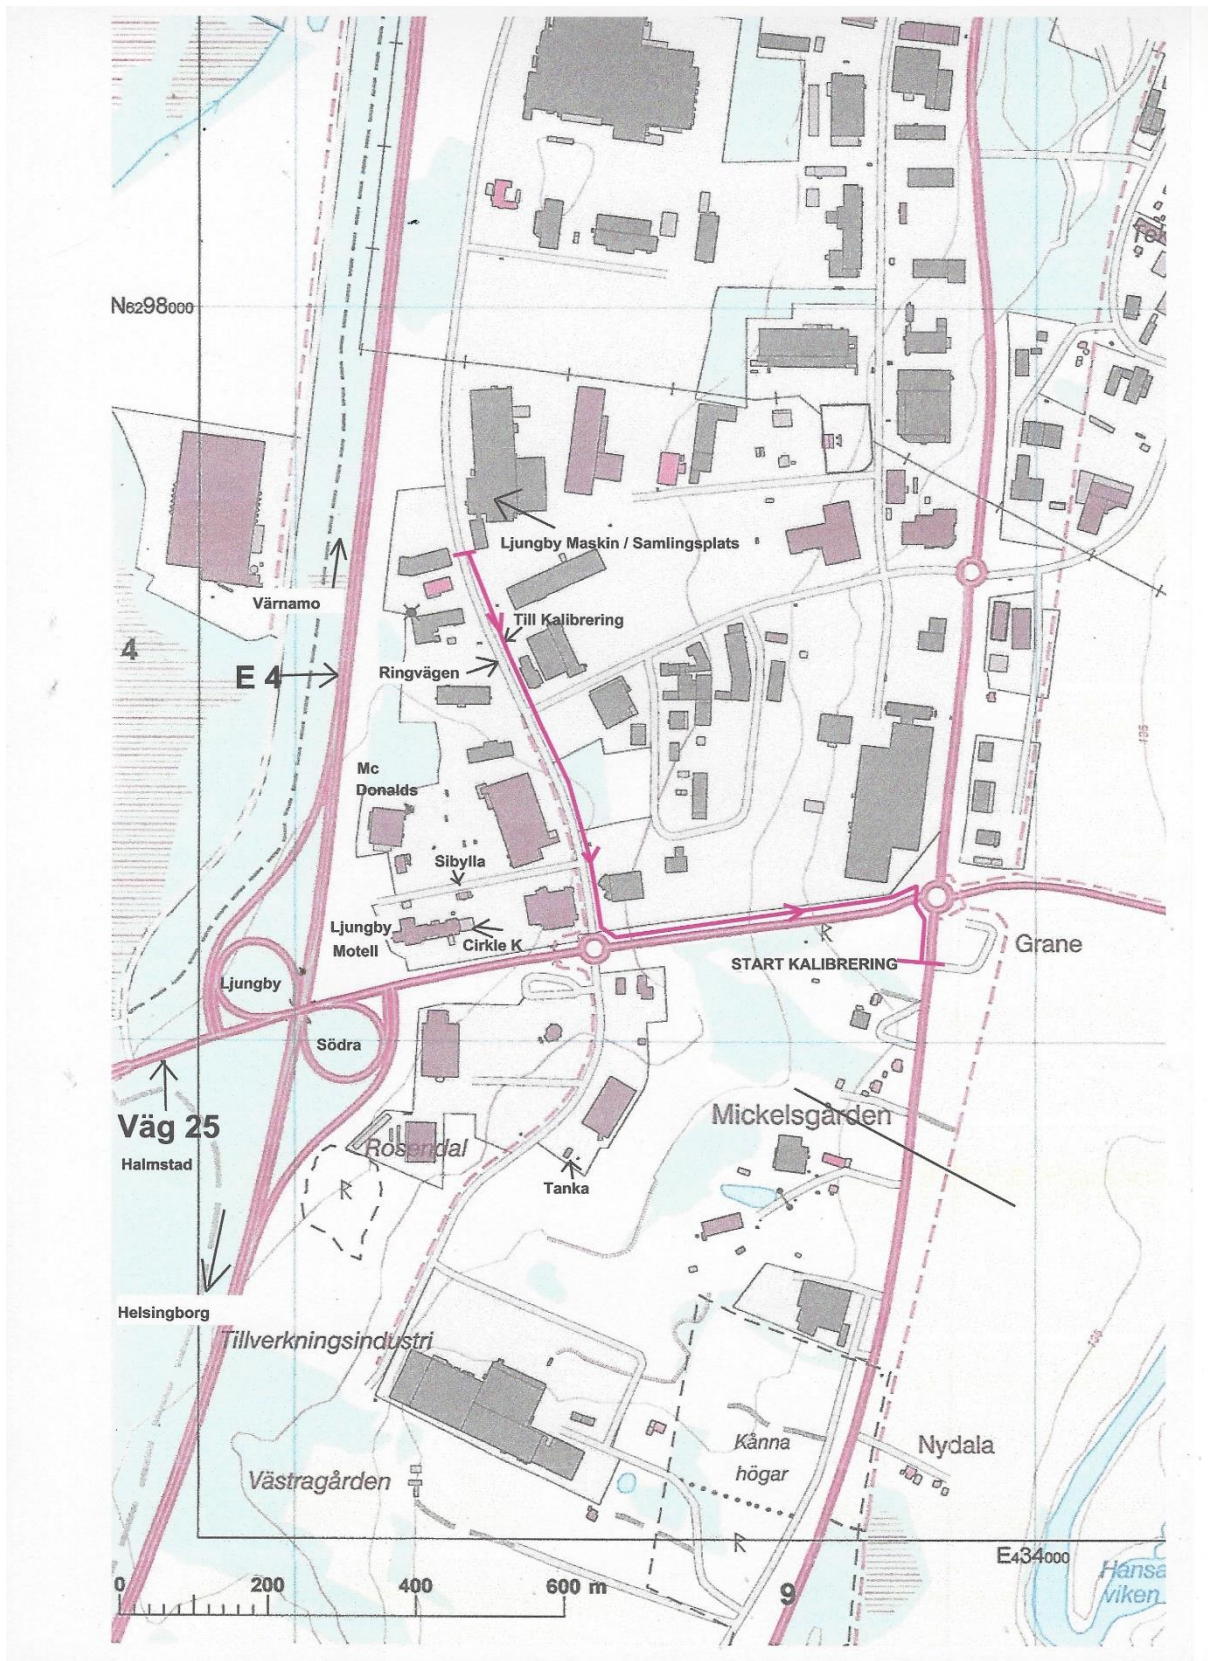 N6298000
Ljungby Maskin / Samlingsplats
Värnamo
Till Kalibrering
4
E 4
Ringvägen
135
Mc
Donalds
Sibylla
Ljungby
Motell
Cirkle K
Grane
START KALIBRERING
Ljungby
Södra
Väg 25
Halmstad
Mickelsgården
Rosendal
R
R
Tanka
Helsingborg
Tillverkningsindustri
Kånna
högar
Nydala
Västragården
R
E434000
Hansa
viken
0 200 400 600 m
9